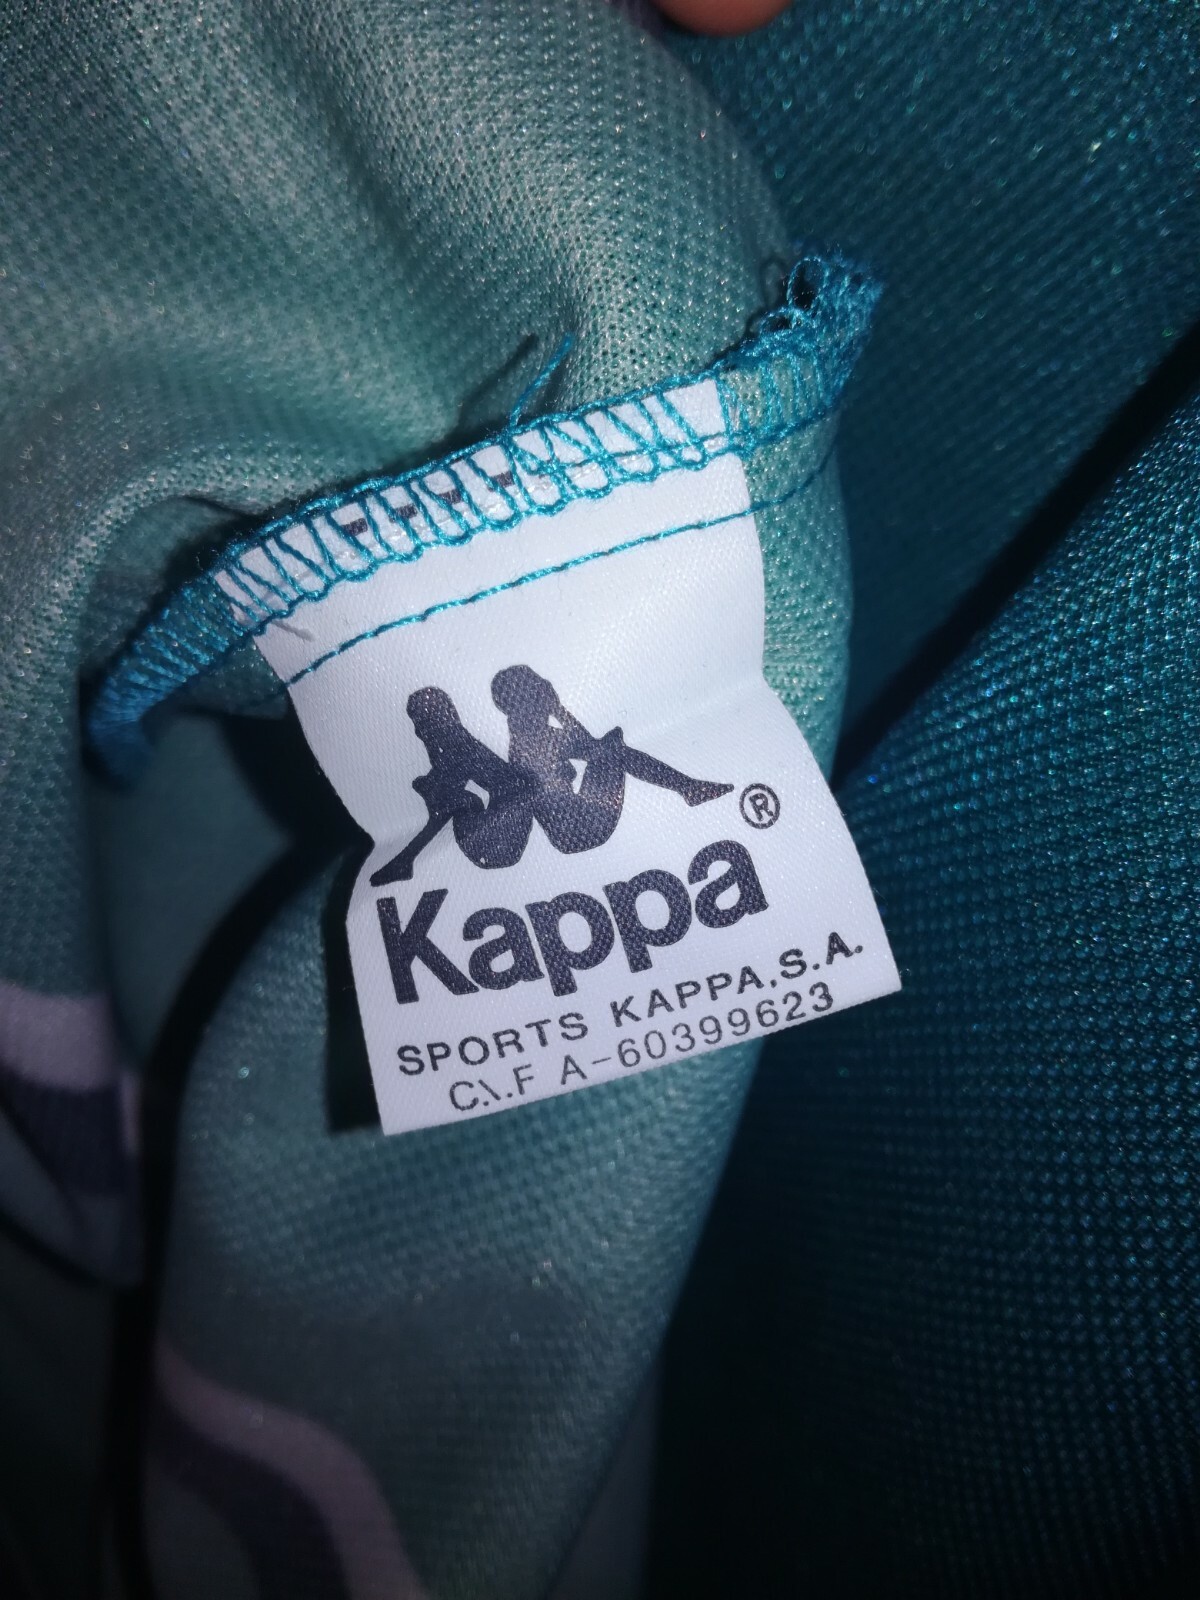 ®
Kappa
SPORTS KAPPA,S.A.
C\.F A-60399623